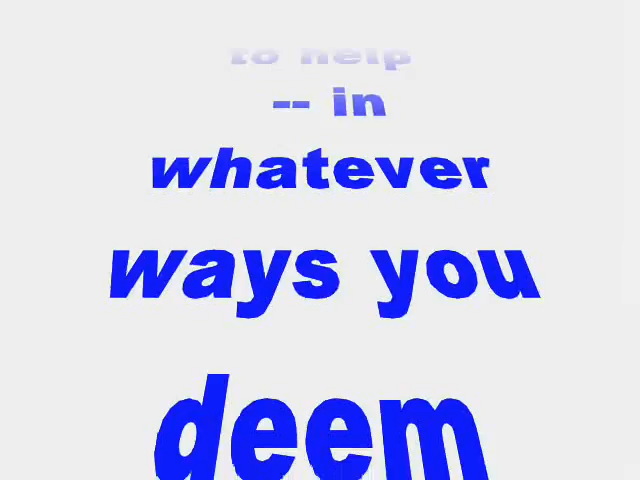 to help
-- in
whatever
ways you
deem